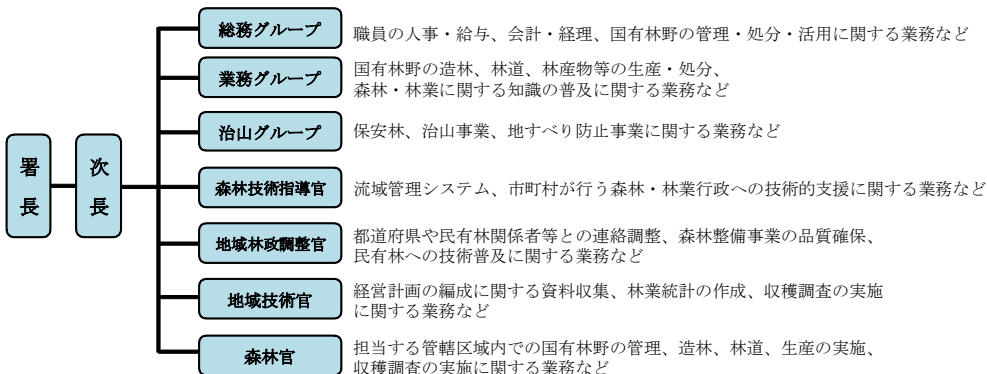 署長
次長
総務グループ
職員の人事・給与、会計・経理、国有林野の管理・処分・活用に関する業務など
業務グループ
国有林野の造林、林道、林産物等の生産・処分、
森林・林業に関する知識の普及に関する業務など
治山グループ
保安林、治山事業、地すべり防止事業に関する業務など
森林技術指導官
流域管理システム、市町村が行う森林・林業行政への技術的支援に関する業務など
地域林政調整官
都道府県や民有林関係者等との連絡調整、森林整備事業の品質確保、
民有林への技術普及に関する業務など
地域技術官
経営計画の編成に関する資料収集、林業統計の作成、収穫調査の実施
に関する業務など
森林官
担当する管轄区域内での国有林野の管理、造林、林道、生産の実施、
収穫調査の実施に関する業務など